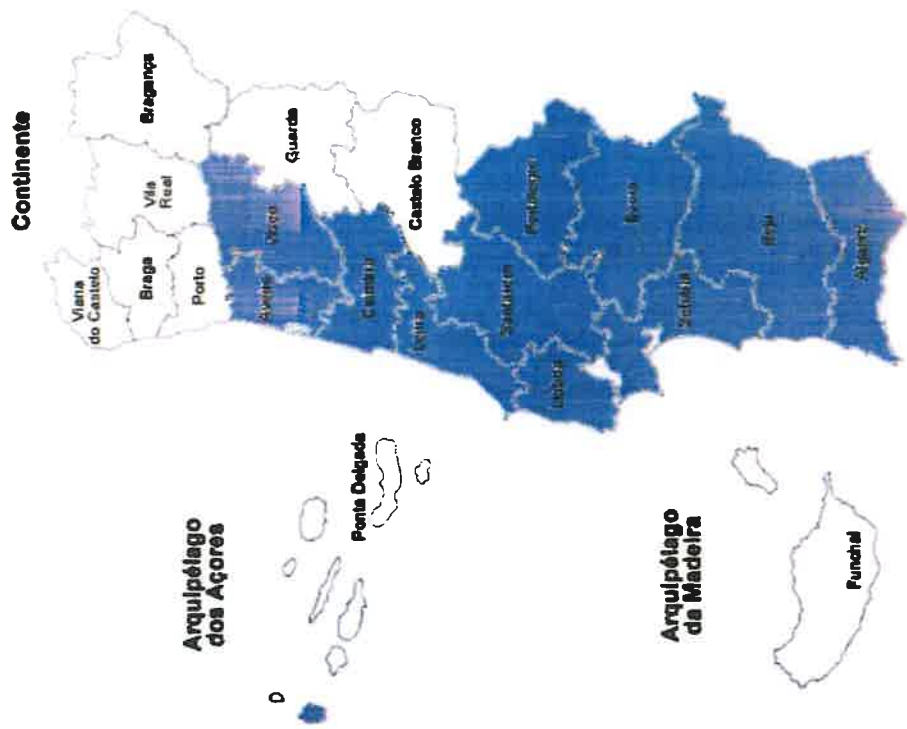 Continente
Viana
do Castelo
Braga
Bragança
Vila
Real
Porto
Aveiro
Viseu
Guarda
Coimbra
Castelo Branco
Leiria
Santarém
Portalegre
Lisboa
Évora
Setúbal
Beja
Algarve
Arquipélago
dos Açores
Ponta Delgada
D
Arquipélago
da Madeira
Funchal